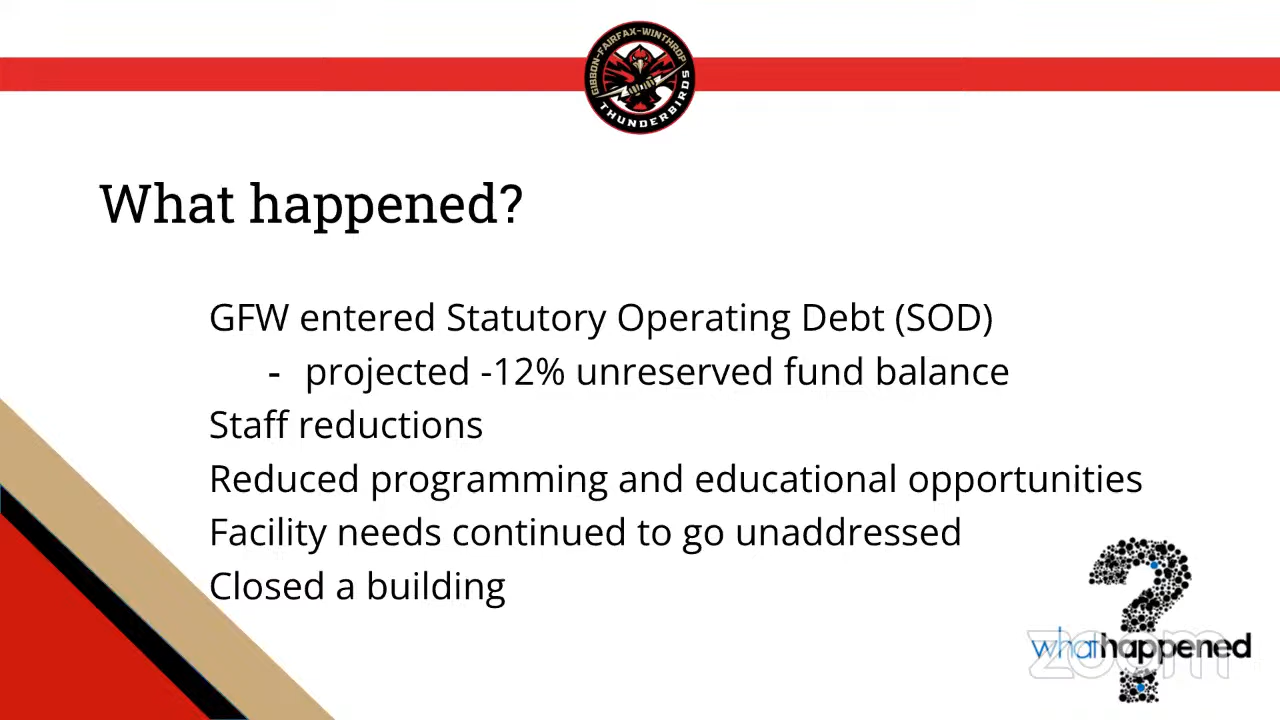 GIBBON-FAIRFAX-WINTHROP
THUNDERBIRDS
What happened?
GFW entered Statutory Operating Debt (SOD)
- projected -12% unreserved fund balance
Staff reductions
Reduced programming and educational opportunities
Facility needs continued to go unaddressed
Closed a building
whathappened
zoom